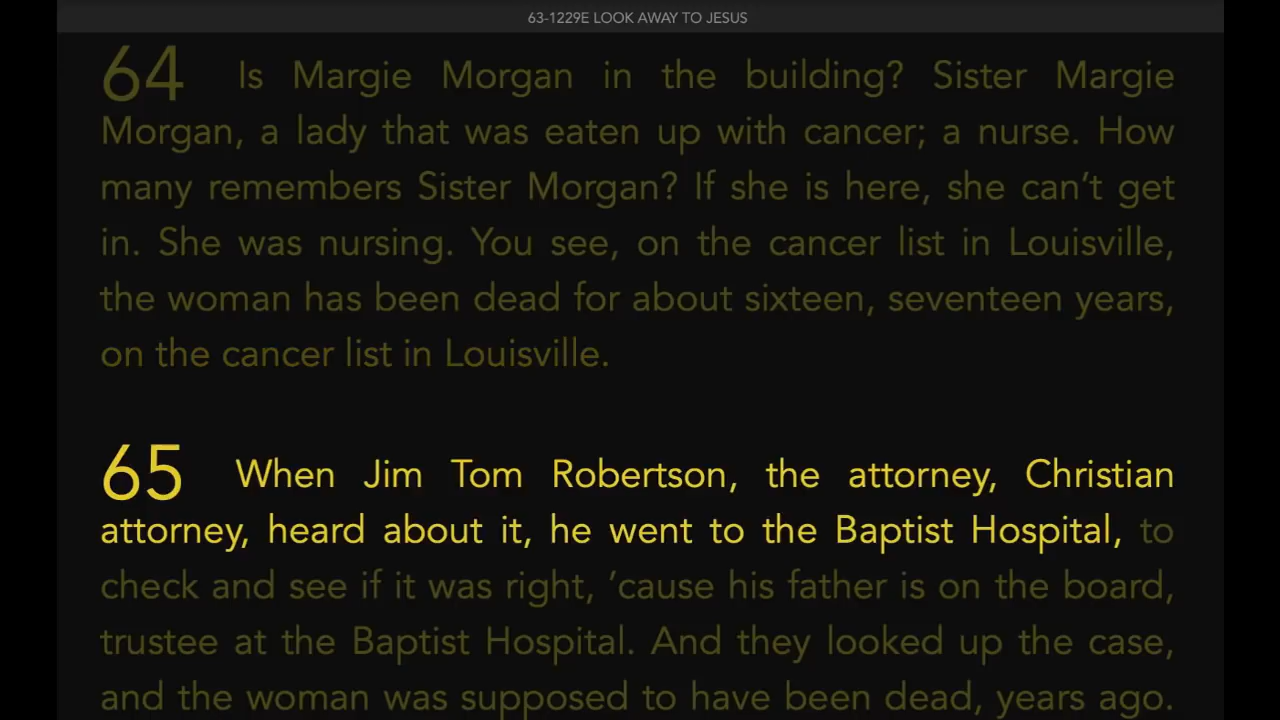 63-1229E LOOK AWAY TO JESUS
64 Is Margie Morgan in the building? Sister Margie
Morgan, a lady that was eaten up with cancer; a nurse. How
many remembers Sister Morgan? If she is here, she can’t get
in. She was nursing. You see, on the cancer list in Louisville,
the woman has been dead for about sixteen, seventeen years,
on the cancer list in Louisville.
65 When Jim Tom Robertson, the attorney, Christian
attorney, heard about it, he went to the Baptist Hospital, to
check and see if it was right, ’cause his father is on the board,
trustee at the Baptist Hospital. And they looked up the case,
and the woman was supposed to have been dead, years ago.